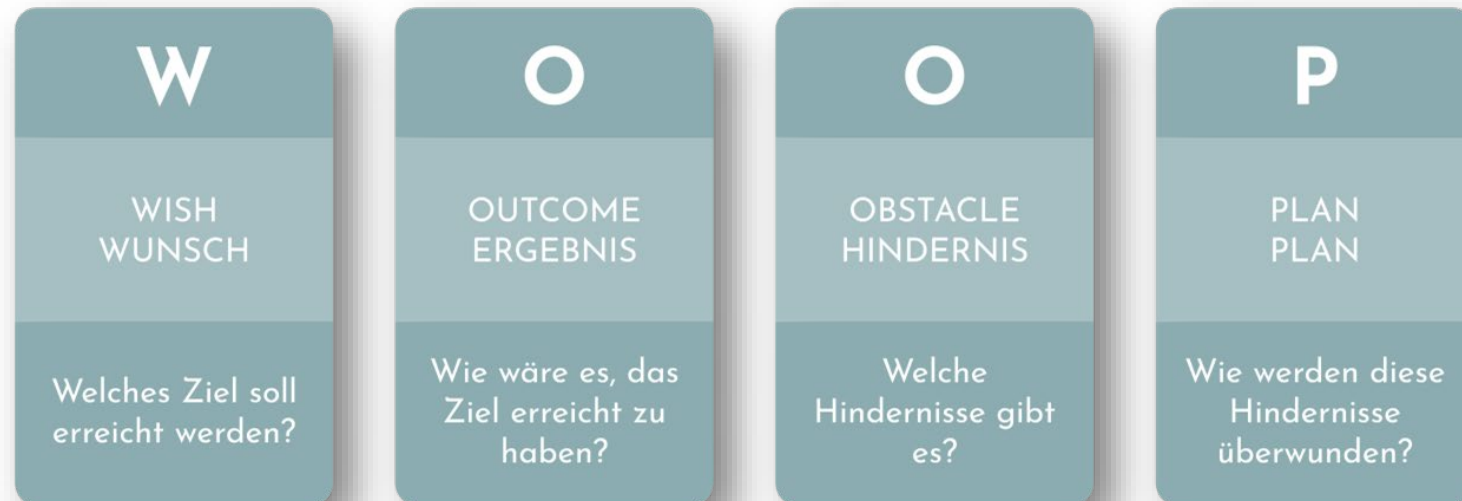 W
WISH
WUNSCH
Welches Ziel soll
erreicht werden?
O
OUTCOME
ERGEBNIS
Wie wäre es, das
Ziel erreicht zu
haben?
O
OBSTACLE
HINDERNIS
Welche
Hindernisse gibt
es?
P
PLAN
PLAN
Wie werden diese
Hindernisse
überwunden?